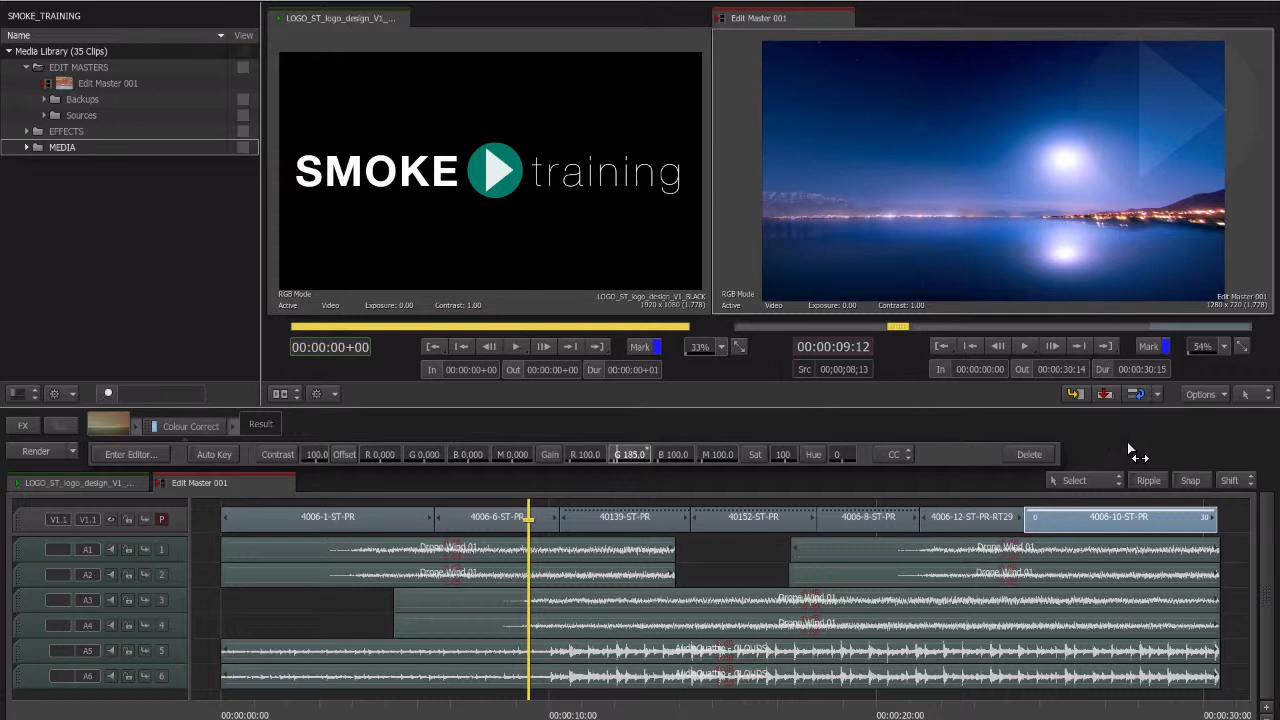 SMOKE_TRAINING
Name View
Media Library (35 Clips)
EDIT MASTERS
Edit Master 001
Backups
Sources
EFFECTS
MEDIA
LOGO_ST_logo_design_V1_...
SMOKE training
RGB Mode
LOGO_ST_logo_design_V1_BLACK
Active Video Exposure: 0.00 Contrast: 1.00 1920 x 1080 (1.778)
00:00:00+00 Mark 33%
In 00:00:00+00 Out 00:00:00+00 Dur 00:00:00+01
Edit Master 001
RGB Mode
Edit Master 001
Active Video Exposure: 0.00 Contrast: 1.00 1280 x 720 (1.778)
00:00:09:12 Mark 54%
Src 00;00;08;13 In 00:00:00:00 Out 00:00:30:14 Dur 00:00:30:15
Options
FX Colour Correct Result
Render Enter Editor... Auto Key Contrast 100.0 Offset R 0,000 G 0,000 B 0,000 M 0,000 Gain R 100.0 G 185.0 B 100.0 M 100.0 Sat 100 Hue 0 CC Delete
LOGO_ST_logo_design_V1_... Edit Master 001 Select Ripple Snap Shift
V1.1 V1.1 P 4006-1-ST-PR 4006-6-ST-PR 40139-ST-PR 40152-ST-PR 4006-8-ST-PR 4006-12-ST-PR-RT29 0 4006-10-ST-PR 30
A1 1 Drone Wind 01 Drone Wind 01
A2 2 Drone Wind 01 Drone Wind 01
A3 3 Drone Wind 01
A4 4 Drone Wind 01
A5 5 AudioQuattro - CLOUDS
A6 6 AudioQuattro - CLOUDS
00:00:00:00 00:00:10:00 00:00:20:00 00:00:30:00